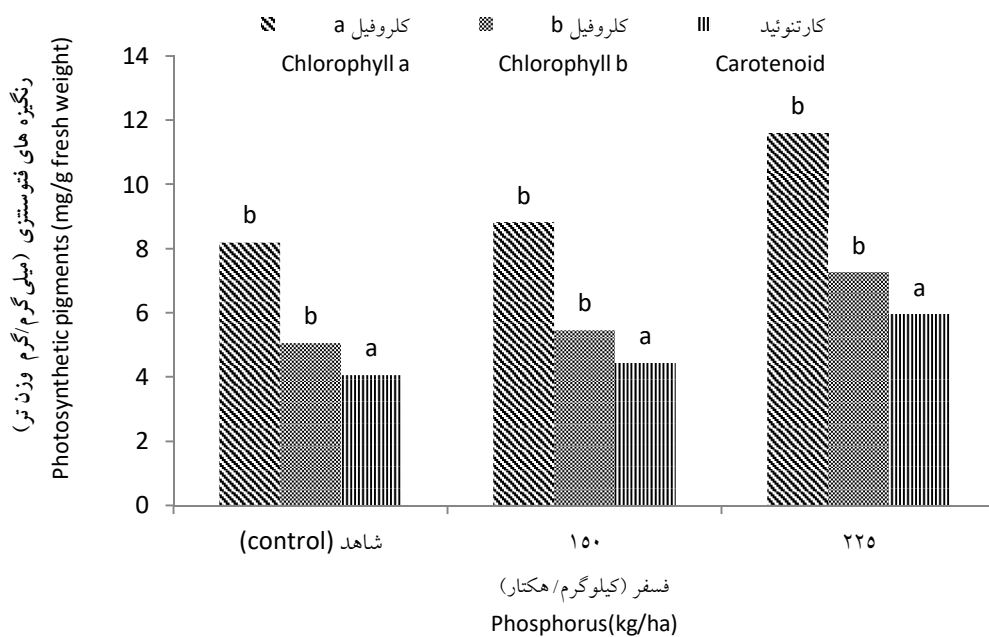 کلروفیل a کلروفیل b کارتنوئید
Chlorophyll a Chlorophyll b Carotenoid
رنگیزه های فتوسنتزی (میلی گرم/گرم وزن تر)
Photosynthetic pigments (mg/g fresh weight)
14
12
10
8
6
4
2
0
b
b
a
b
b
a
b
b
a
شاهد (control) ۱۵۰ ۲۲۵
فسفر (کیلوگرم/هکتار)
Phosphorus(kg/ha)